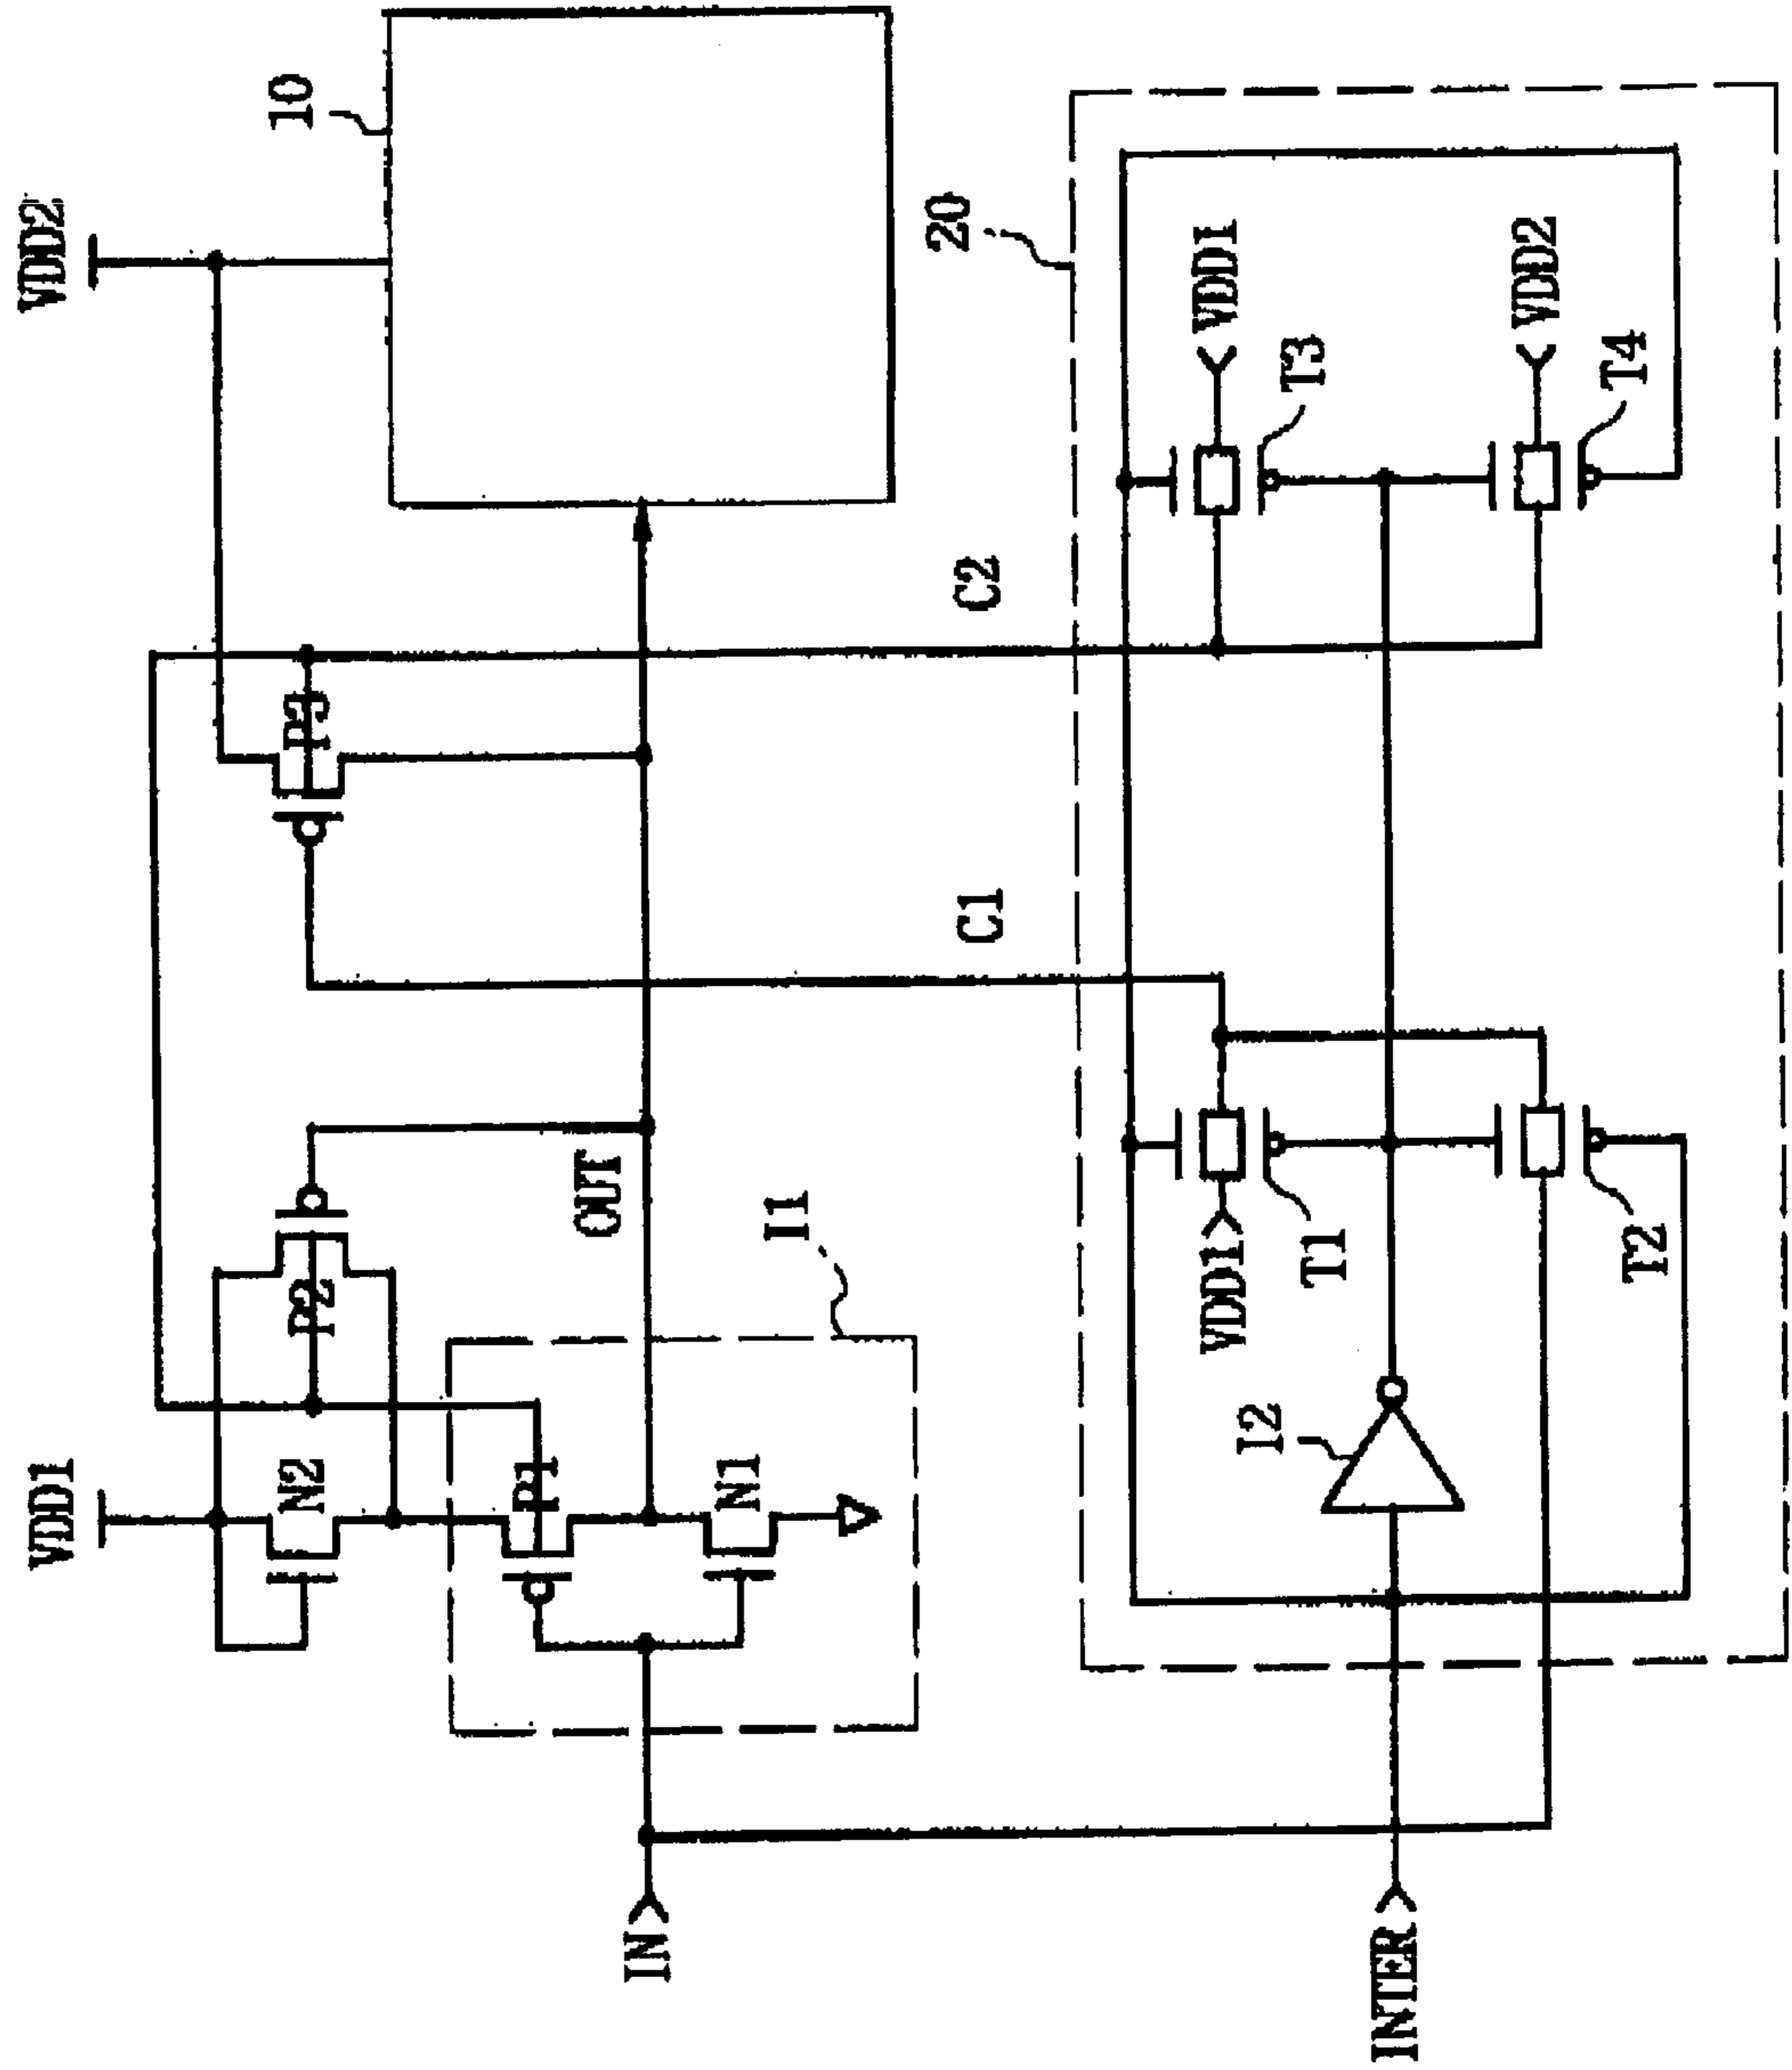 VDD1
VDD2
10
N2
P2
P3
P1
OUT
N1
I1
IN
C1
C2
20
I2
VDD1
T1
T2
VDD1
T3
VDD2
T4
INTER